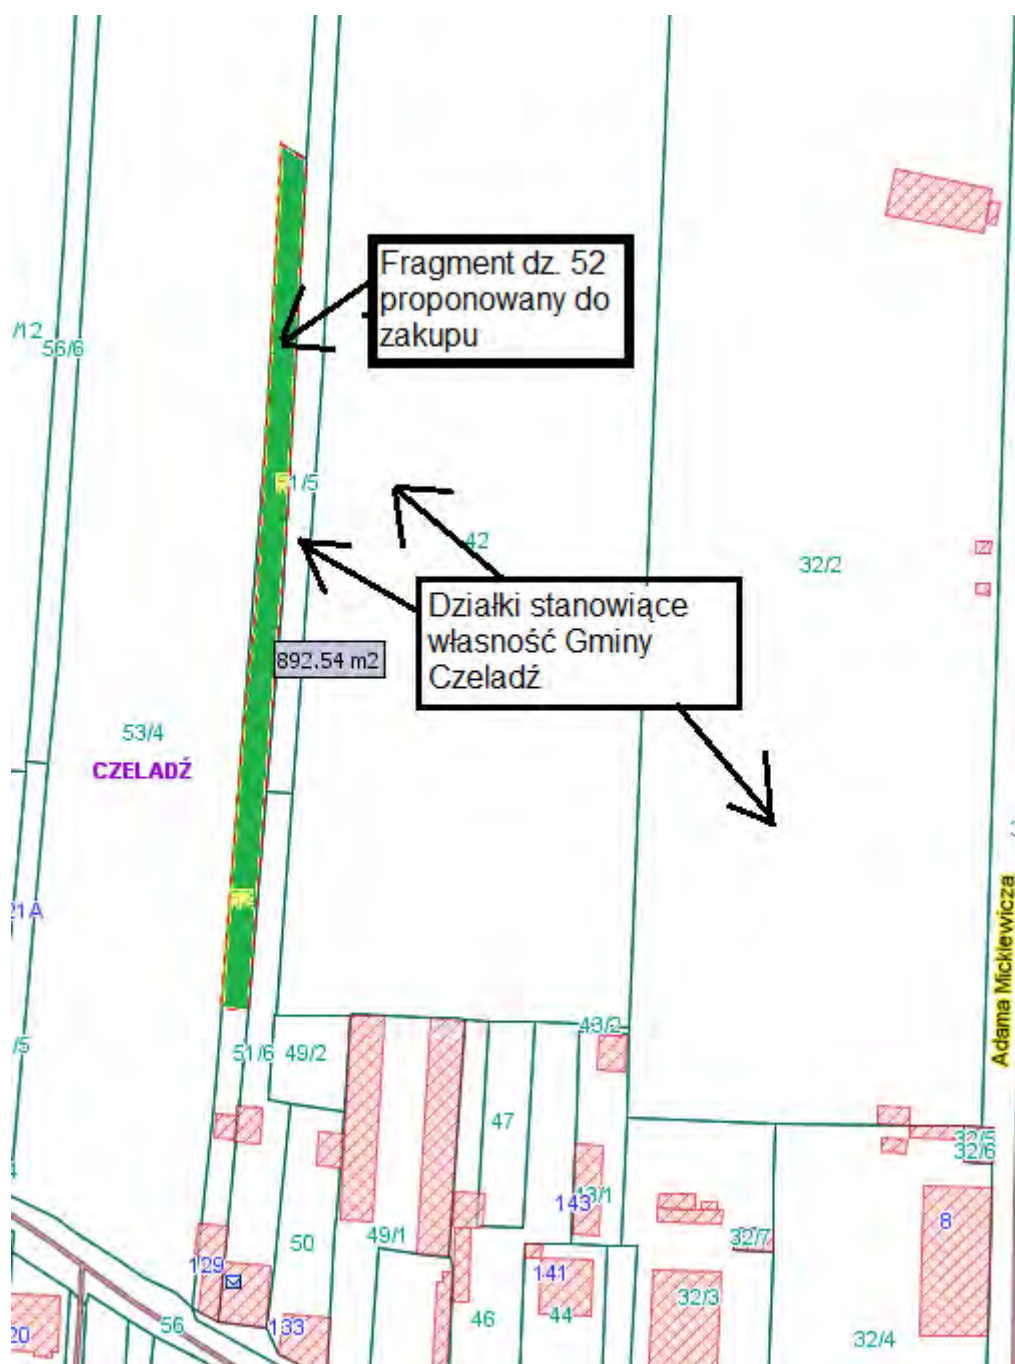 Fragment dz. 52
proponowany do
zakupu
/12
56/6
1/5
42
32/2
Działki stanowiące
własność Gminy
Czeladź
892.54 m2
53/4
CZELADŹ
21A
Adama Mickiewicza
/5
51/6
49/2
43/2
47
32/5
32/6
143
8
50
49/1
32/7
129
141
32/3
46
44
56
133
20
32/4